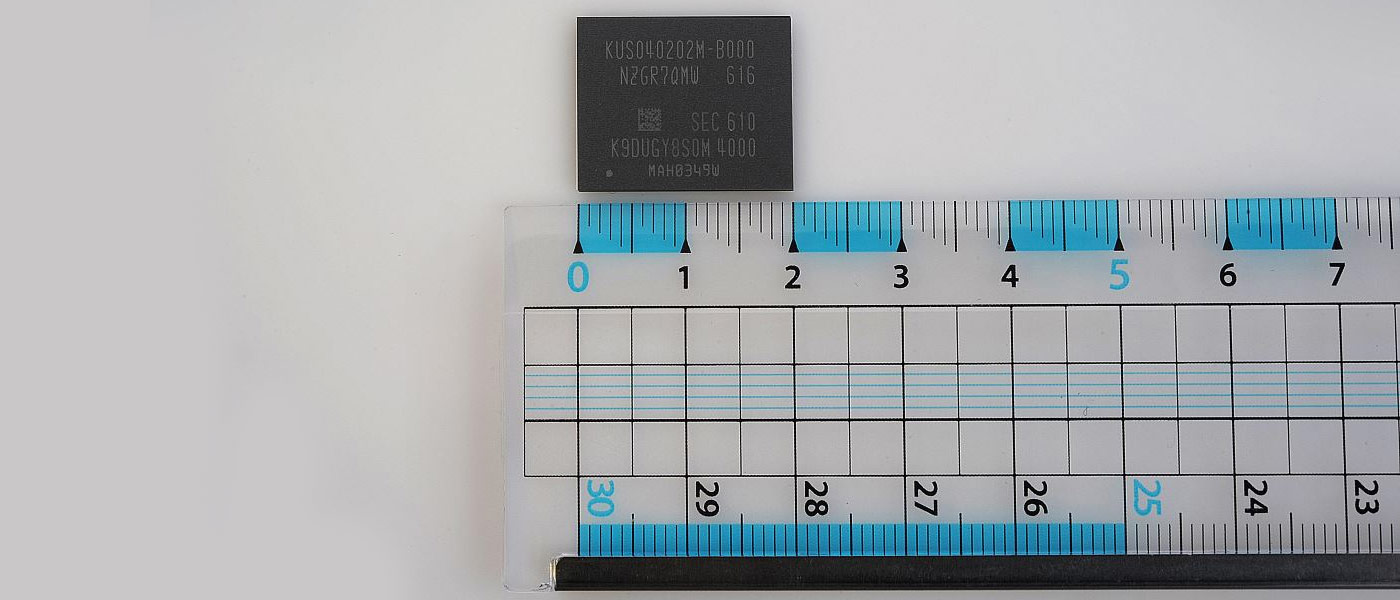 KUS040202M-B000
NZGR7QMW 616
SEC 610
K9DUGY8S0M 4000
MAH0349W
0 1 2 3 4 5 6 7
30 29 28 27 26 25 24 23